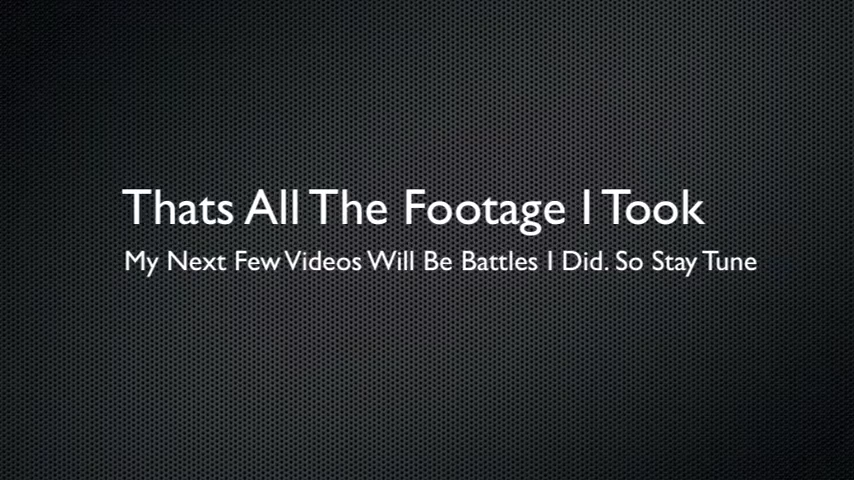 Thats All The Footage I Took
My Next Few Videos Will Be Battles I Did. So Stay Tune